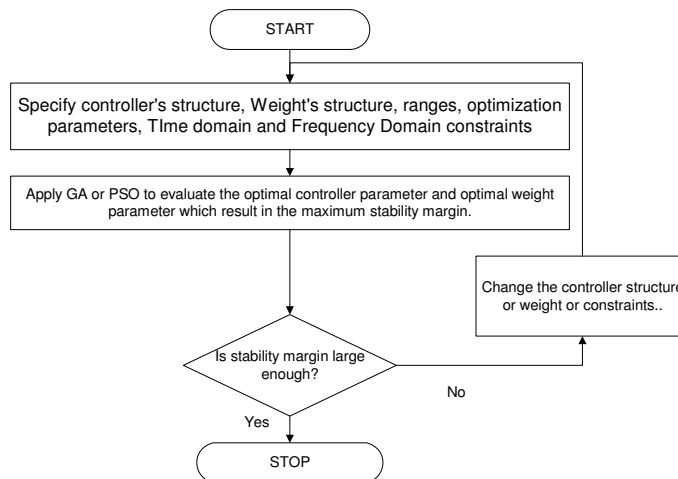 START
Specify controller's structure, Weight's structure, ranges, optimization
parameters, TIme domain and Frequency Domain constraints
Apply GA or PSO to evaluate the optimal controller parameter and optimal weight
parameter which result in the maximum stability margin.
Change the controller structure
or weight or constraints..
Is stability margin large
enough?
No
Yes
STOP